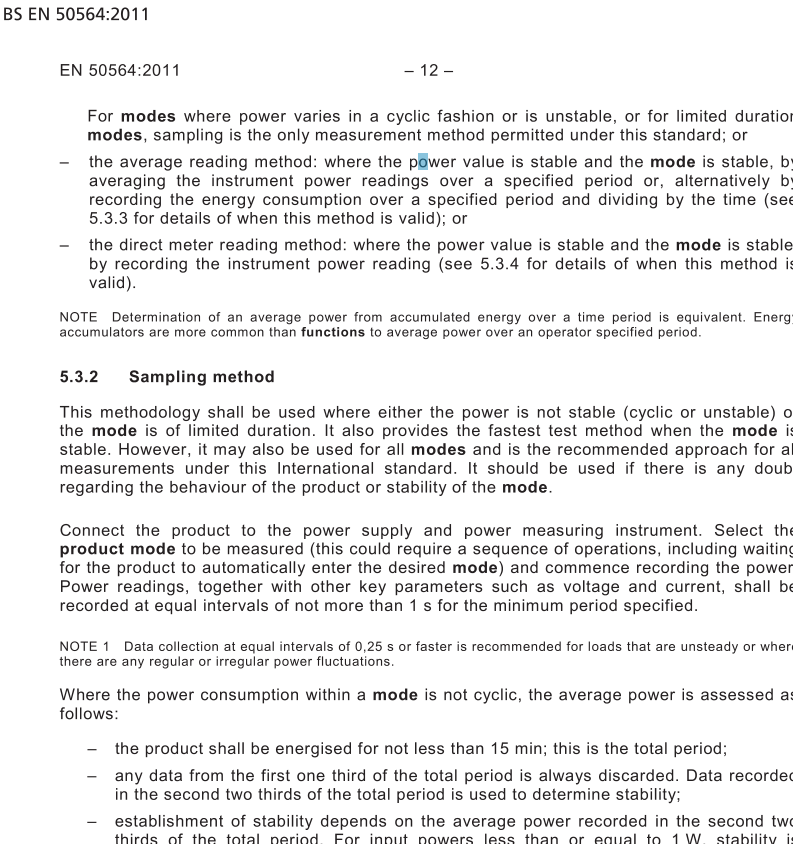 BS EN 50564:2011
EN 50564:2011 – 12 –
For modes where power varies in a cyclic fashion or is unstable, or for limited duration
modes, sampling is the only measurement method permitted under this standard; or
– the average reading method: where the power value is stable and the mode is stable, by
averaging the instrument power readings over a specified period or, alternatively by
recording the energy consumption over a specified period and dividing by the time (see
5.3.3 for details of when this method is valid); or
– the direct meter reading method: where the power value is stable and the mode is stable
by recording the instrument power reading (see 5.3.4 for details of when this method is
valid).
NOTE Determination of an average power from accumulated energy over a time period is equivalent. Energy
accumulators are more common than functions to average power over an operator specified period.
5.3.2 Sampling method
This methodology shall be used where either the power is not stable (cyclic or unstable) o
the mode is of limited duration. It also provides the fastest test method when the mode is
stable. However, it may also be used for all modes and is the recommended approach for al
measurements under this International standard. It should be used if there is any doub
regarding the behaviour of the product or stability of the mode.
Connect the product to the power supply and power measuring instrument. Select the
product mode to be measured (this could require a sequence of operations, including waiting
for the product to automatically enter the desired mode) and commence recording the power
Power readings, together with other key parameters such as voltage and current, shall be
recorded at equal intervals of not more than 1 s for the minimum period specified.
NOTE 1 Data collection at equal intervals of 0,25 s or faster is recommended for loads that are unsteady or where
there are any regular or irregular power fluctuations.
Where the power consumption within a mode is not cyclic, the average power is assessed as
follows:
– the product shall be energised for not less than 15 min; this is the total period;
– any data from the first one third of the total period is always discarded. Data recorded
in the second two thirds of the total period is used to determine stability;
– establishment of stability depends on the average power recorded in the second two
thirds of the total period. For input powers less than or equal to 1 W, stability is